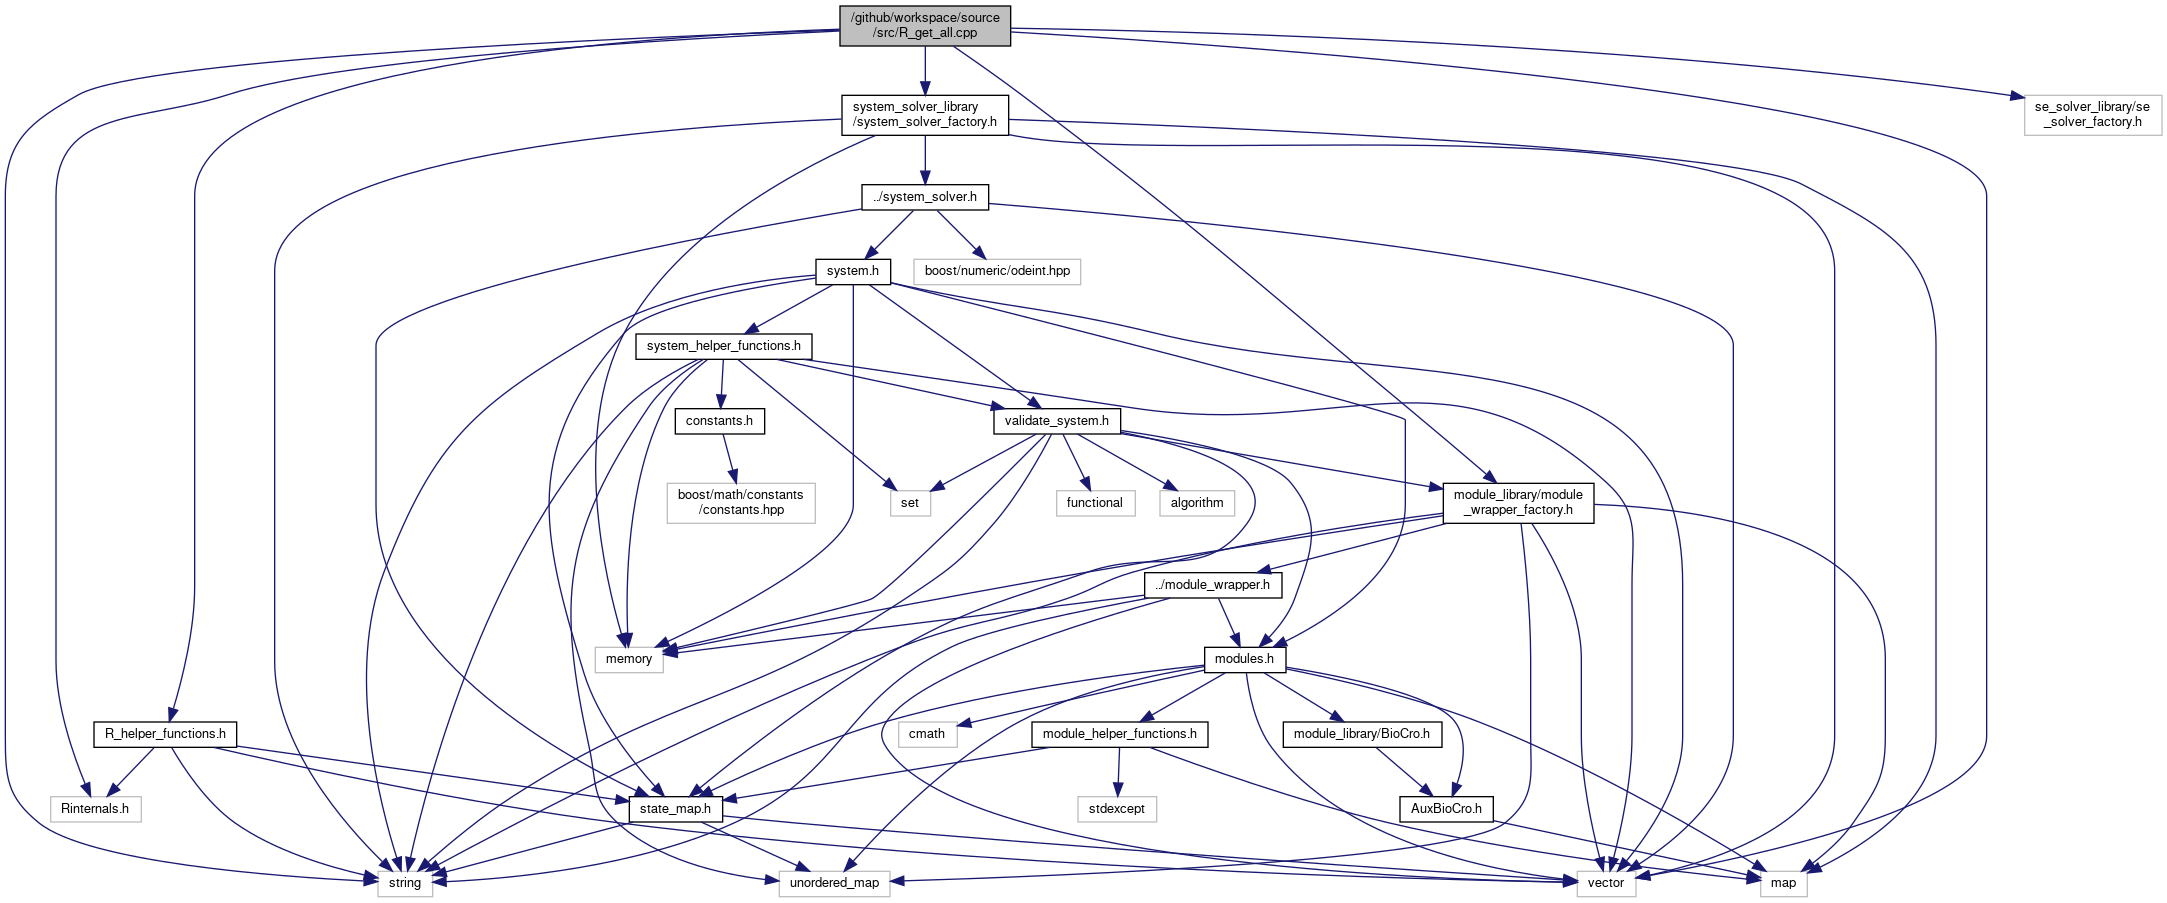 /github/workspace/source
/src/R_get_all.cpp
system_solver_library
/system_solver_factory.h
se_solver_library/se
_solver_factory.h
../system_solver.h
system.h
boost/numeric/odeint.hpp
system_helper_functions.h
constants.h
validate_system.h
boost/math/constants
/constants.hpp
set
functional
algorithm
module_library/module
_wrapper_factory.h
../module_wrapper.h
memory
modules.h
R_helper_functions.h
cmath
module_helper_functions.h
module_library/BioCro.h
Rinternals.h
state_map.h
stdexcept
AuxBioCro.h
string
unordered_map
vector
map